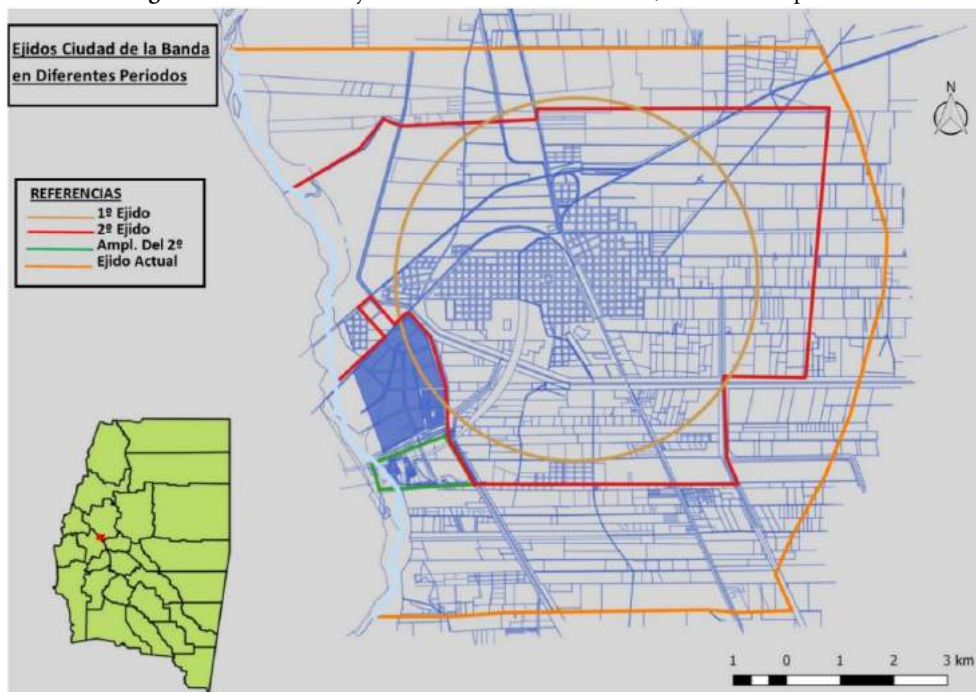 Ejidos Ciudad de la Banda
en Diferentes Periodos
N
REFERENCIAS
1º Ejido
2º Ejido
Ampl. Del 2º
Ejido Actual
1 0 1 2 3 km